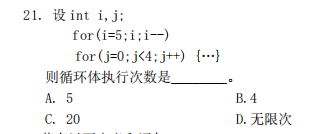 21. 设 int i,j;
for(i=5;i;i--)
for(j=0;j<4;j++) {…}
则循环体执行次数是________。
A. 5 B. 4
C. 20 D. 无限次